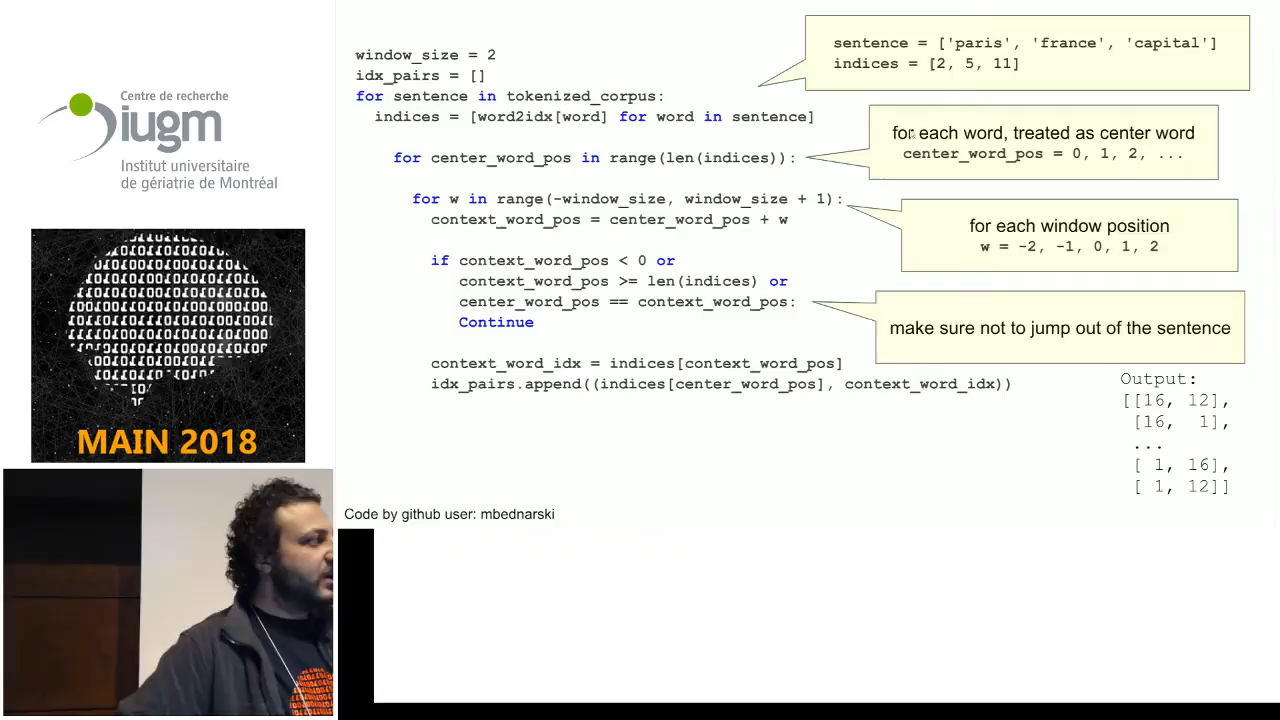 Centre de recherche
iugm
Institut universitaire
de gériatrie de Montréal
MAIN 2018
window_size = 2
idx_pairs = []
for sentence in tokenized_corpus:
indices = [word2idx[word] for word in sentence]
for center_word_pos in range(len(indices)):
for w in range(-window_size, window_size + 1):
context_word_pos = center_word_pos + w
if context_word_pos < 0 or
context_word_pos >= len(indices) or
center_word_pos == context_word_pos:
Continue
context_word_idx = indices[context_word_pos]
idx_pairs.append((indices[center_word_pos], context_word_idx))
sentence = ['paris', 'france', 'capital']
indices = [2, 5, 11]
for each word, treated as center word
center_word_pos = 0, 1, 2, ...
for each window position
w = -2, -1, 0, 1, 2
make sure not to jump out of the sentence
Output:
[[16, 12],
[16, 1],
...
[ 1, 16],
[ 1, 12]]
Code by github user: mbednarski